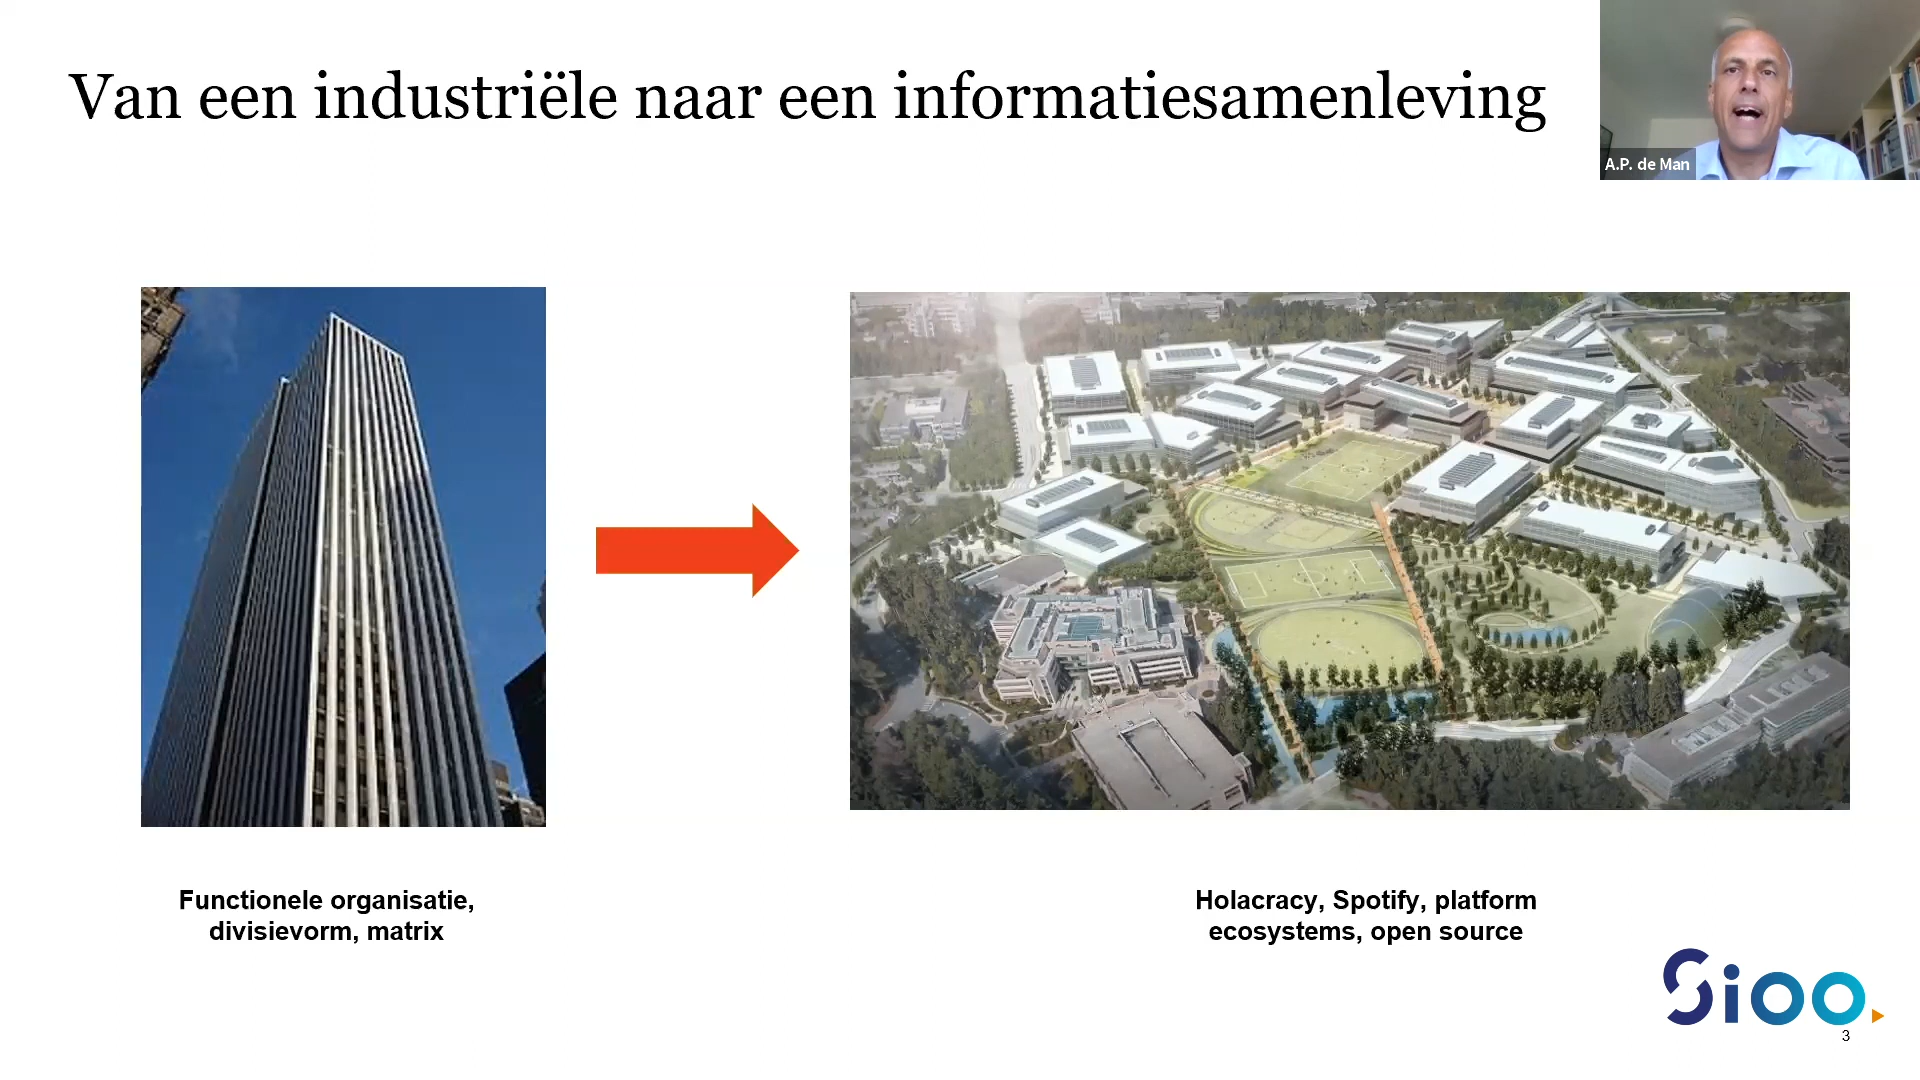 Van een industriële naar een informatiesamenleving
A.P. de Man
Functionele organisatie,
divisievorm, matrix
Holacracy, Spotify, platform
ecosystems, open source
Sioo
3